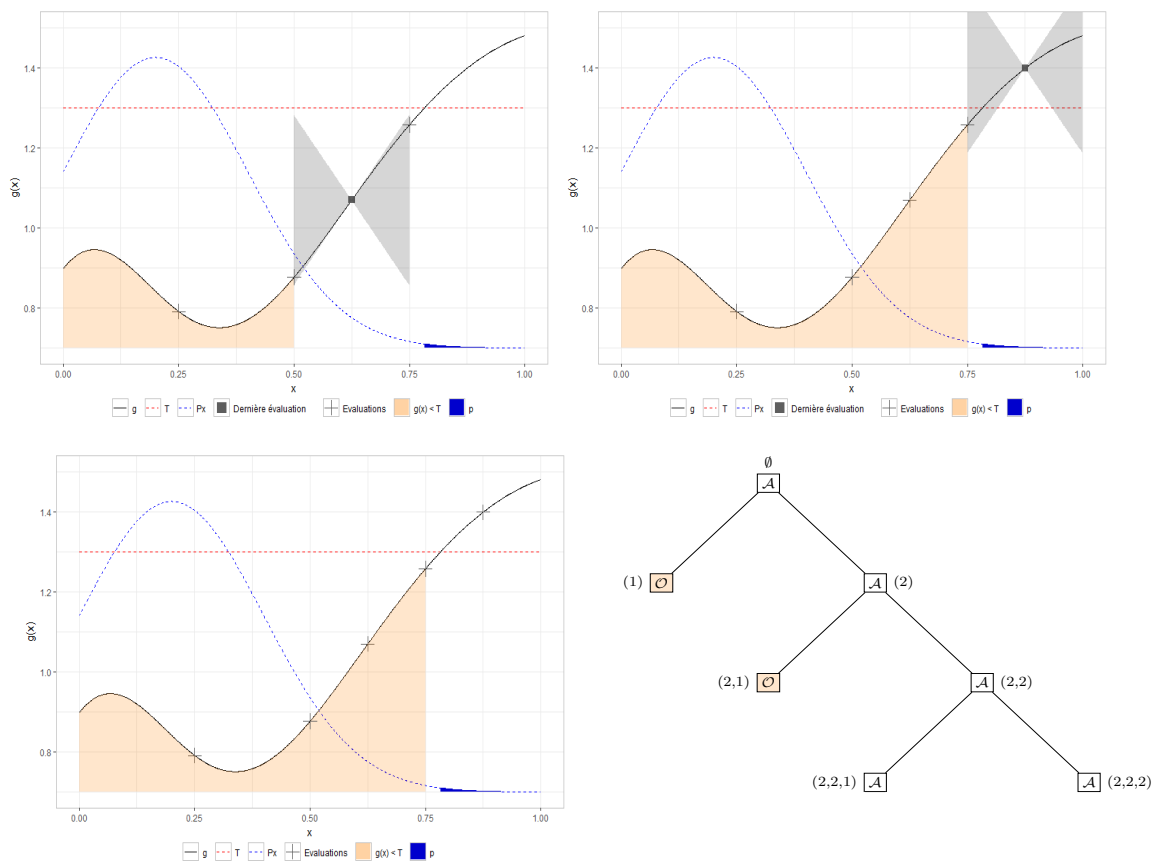 1.4
1.2
1.0
0.8
g(x)
0.00 0.25 0.50 0.75 1.00
x
g T Px Dernière évaluation Evaluations g(x) < T p
1.4
1.2
1.0
0.8
g(x)
0.00 0.25 0.50 0.75 1.00
x
g T Px Dernière évaluation Evaluations g(x) < T p
1.4
1.2
1.0
0.8
g(x)
0.00 0.25 0.50 0.75 1.00
x
g T Px Evaluations g(x) < T p
∅
𝒜
(1) 𝒪 𝒜 (2)
(2,1) 𝒪 𝒜 (2,2)
(2,2,1) 𝒜 𝒜 (2,2,2)